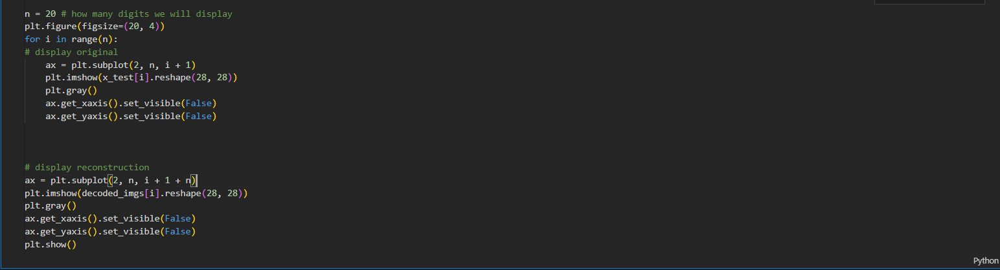 n = 20 # how many digits we will display
plt.figure(figsize=(20, 4))
for i in range(n):
# display original
    ax = plt.subplot(2, n, i + 1)
    plt.imshow(x_test[i].reshape(28, 28))
    plt.gray()
    ax.get_xaxis().set_visible(False)
    ax.get_yaxis().set_visible(False)
# display reconstruction
ax = plt.subplot(2, n, i + 1 + n)
plt.imshow(decoded_imgs[i].reshape(28, 28))
plt.gray()
ax.get_xaxis().set_visible(False)
ax.get_yaxis().set_visible(False)
plt.show()
Python